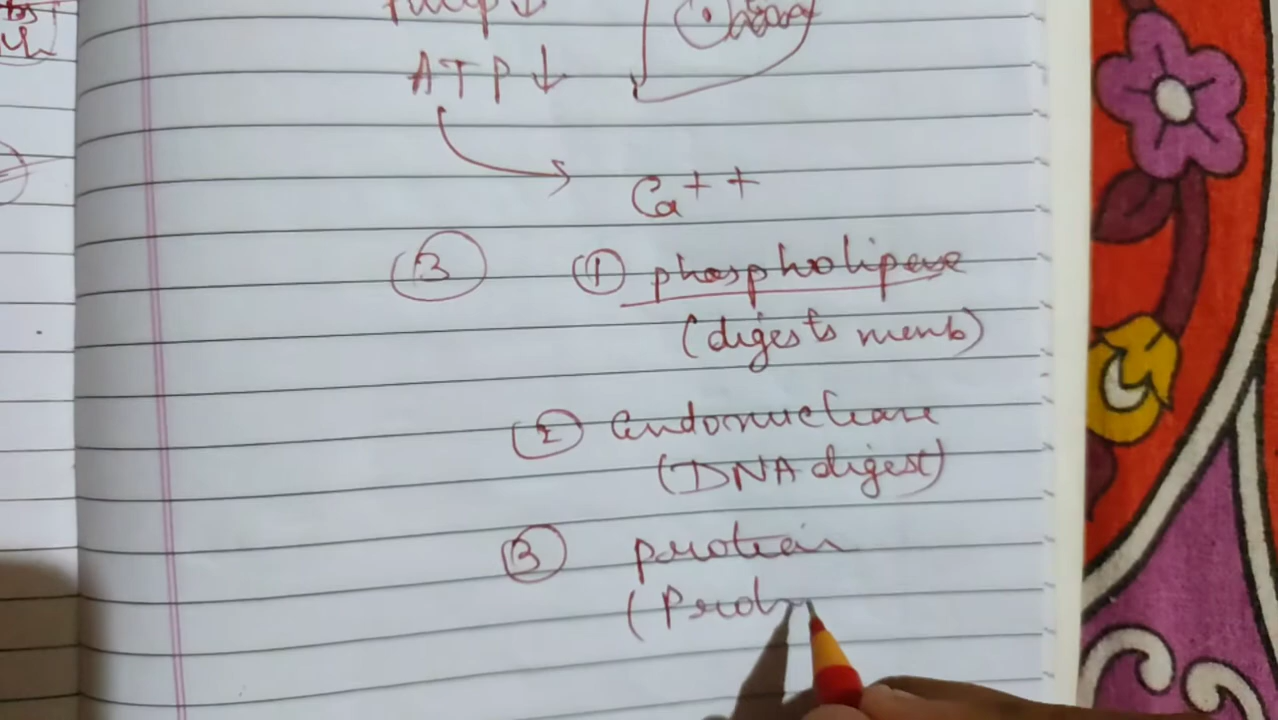 ATP ↓
Ca++
3
1 phospholipase
(digests memb)
2 Endonuclease
(DNA digest)
3 protein
(Prot